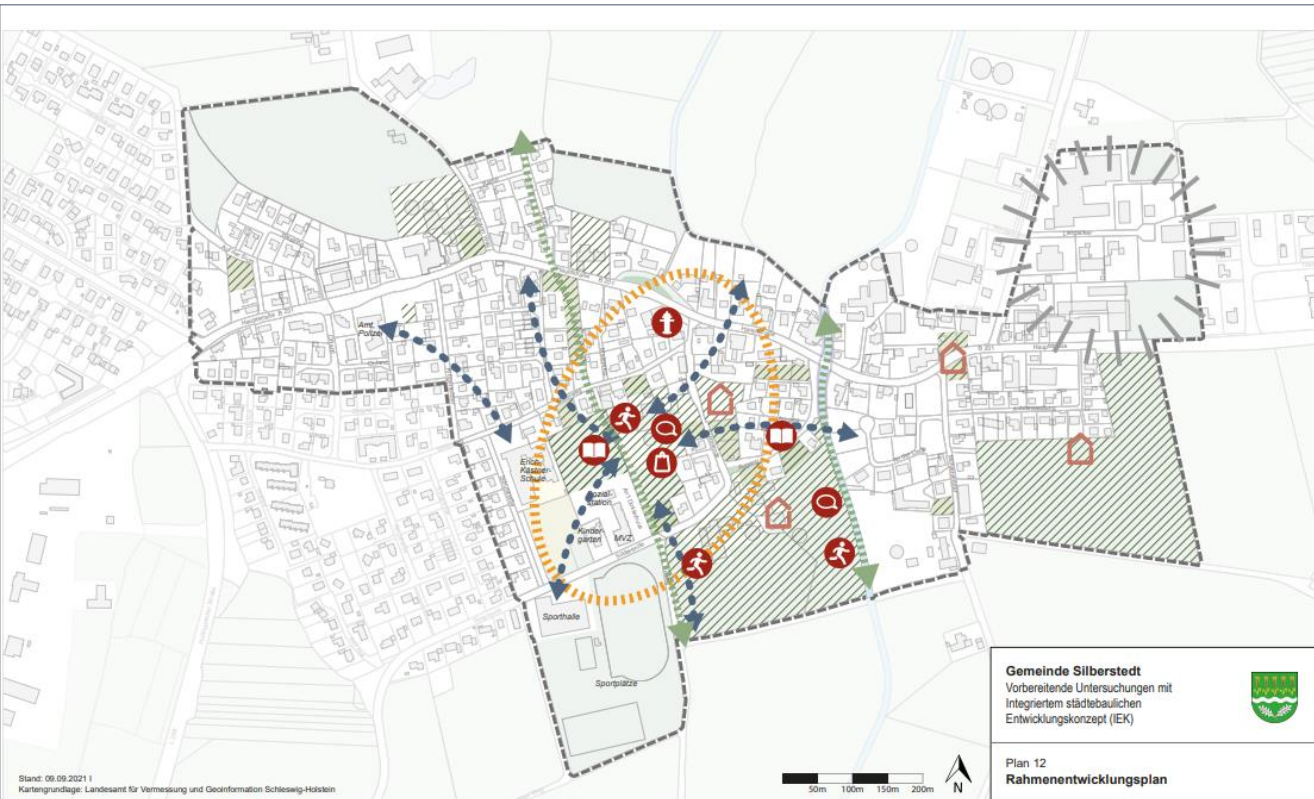 Amt,
Polizei
Erich-
Kästner-
Schule
Sozial-
station
Kinder-
garten
MVZ
Sporthalle
Sportplätze
Gemeinde Silberstedt
Vorbereitende Untersuchungen mit
Integriertem städtebaulichen
Entwicklungskonzept (IEK)
Plan 12
Rahmenentwicklungsplan
Stand: 09.09.2021 I
Kartengrundlage: Landesamt für Vermessung und Geoinformation Schleswig-Holstein
50m 100m 150m 200m
N